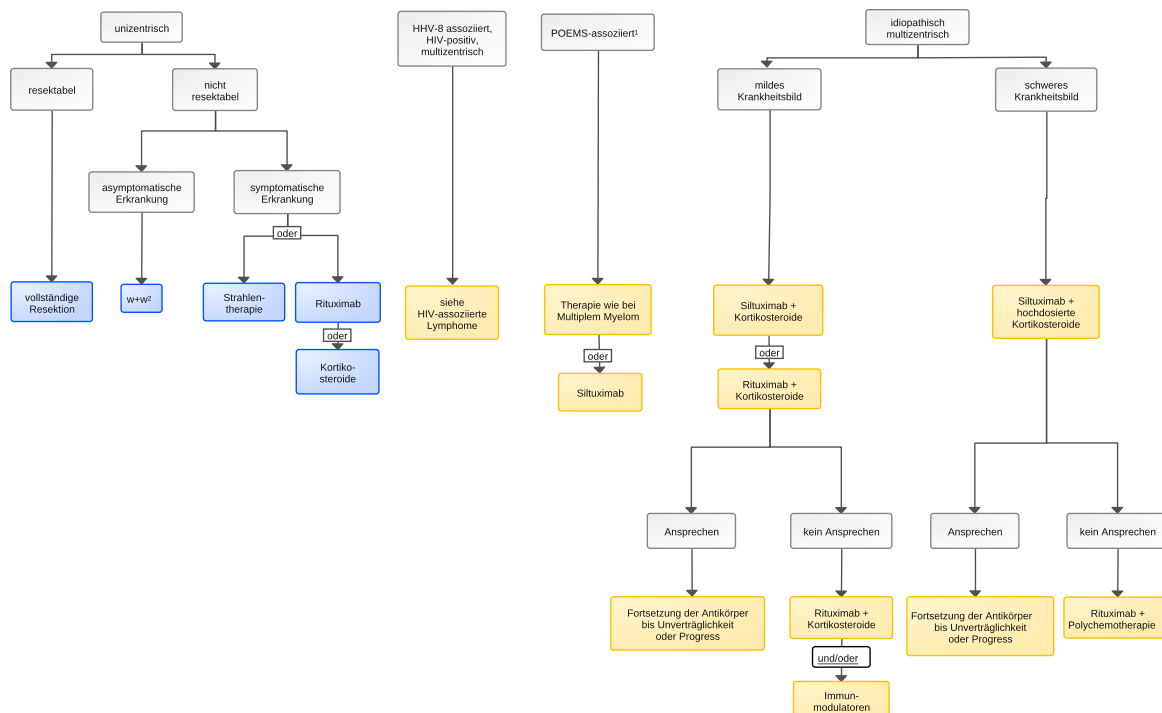 unizentrisch
resektabel
nicht
resektabel
asymptomatische
Erkrankung
symptomatische
Erkrankung
oder
vollständige
Resektion
w+w²
Strahlen-
therapie
Rituximab
oder
Kortiko-
steroide
HHV-8 assoziiert,
HIV-positiv,
multizentrisch
siehe
HIV-assoziierte
Lymphome
POEMS-assoziiert¹
Therapie wie bei
Multiplem Myelom
oder
Siltuximab
idiopathisch
multizentrisch
mildes
Krankheitsbild
schweres
Krankheitsbild
Siltuximab +
Kortikosteroide
oder
Rituximab +
Kortikosteroide
Siltuximab +
hochdosierte
Kortikosteroide
Ansprechen
kein Ansprechen
Ansprechen
kein Ansprechen
Fortsetzung der Antikörper
bis Unverträglichkeit
oder Progress
Rituximab +
Kortikosteroide
und/oder
Immun-
modulatoren
Fortsetzung der Antikörper
bis Unverträglichkeit
oder Progress
Rituximab +
Polychemotherapie